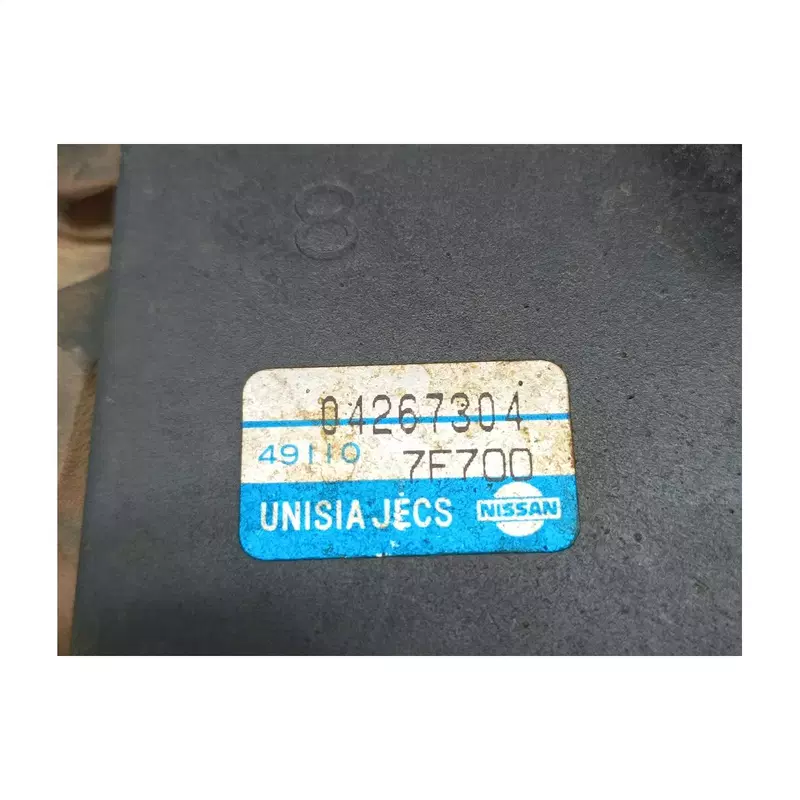 8
04267304
49110 7F700
UNISIA JECS NISSAN